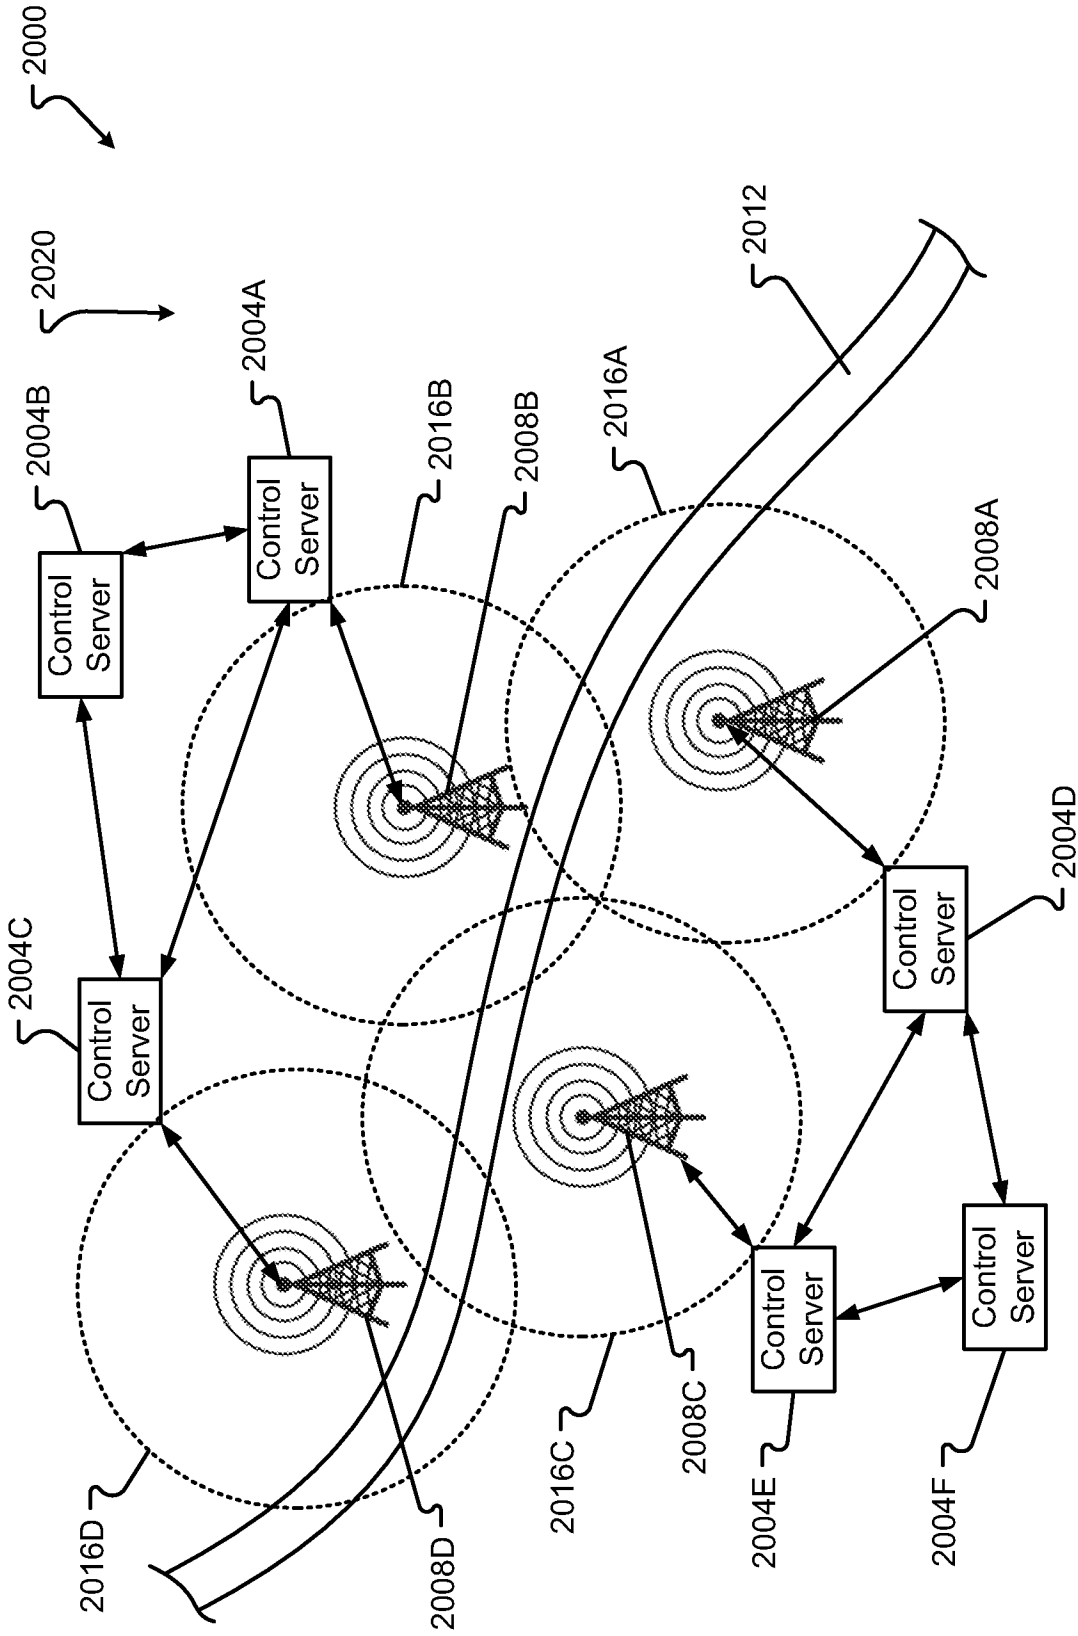 2000
2020
2004B
2004A
2004C
Control
Server
Control
Server
Control
Server
2016B
2008B
2016A
2012
2008A
2004D
Control
Server
2016D
2008D
2016C
2008C
Control
Server
2004E
Control
Server
2004F